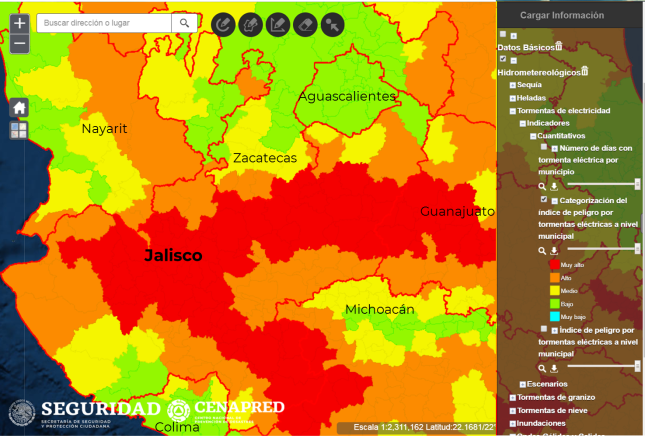 +
Buscar dirección o lugar
−
Aguascalientes
Nayarit
Zacatecas
Guanajuato
Jalisco
Michoacán
SEGURIDAD
SECRETARÍA DE SEGURIDAD
Y PROTECCIÓN CIUDADANA
CENAPRED
Colima
Escala 1:2,311,162 Latitud:22.1681/22°
Cargar Información
Datos Básicos
Hidrometereológicos
Sequía
Heladas
Tormentas de electricidad
Indicadores
Cuantitativos
Número de días con
tormenta eléctrica por
municipio
Categorización del
índice de peligro por
tormentas eléctricas a nivel
municipal
Muy alto
Alto
Medio
Bajo
Muy bajo
Índice de peligro por
tormentas eléctricas a nivel
municipal
Escenarios
Tormentas de granizo
Tormentas de nieve
Inundaciones